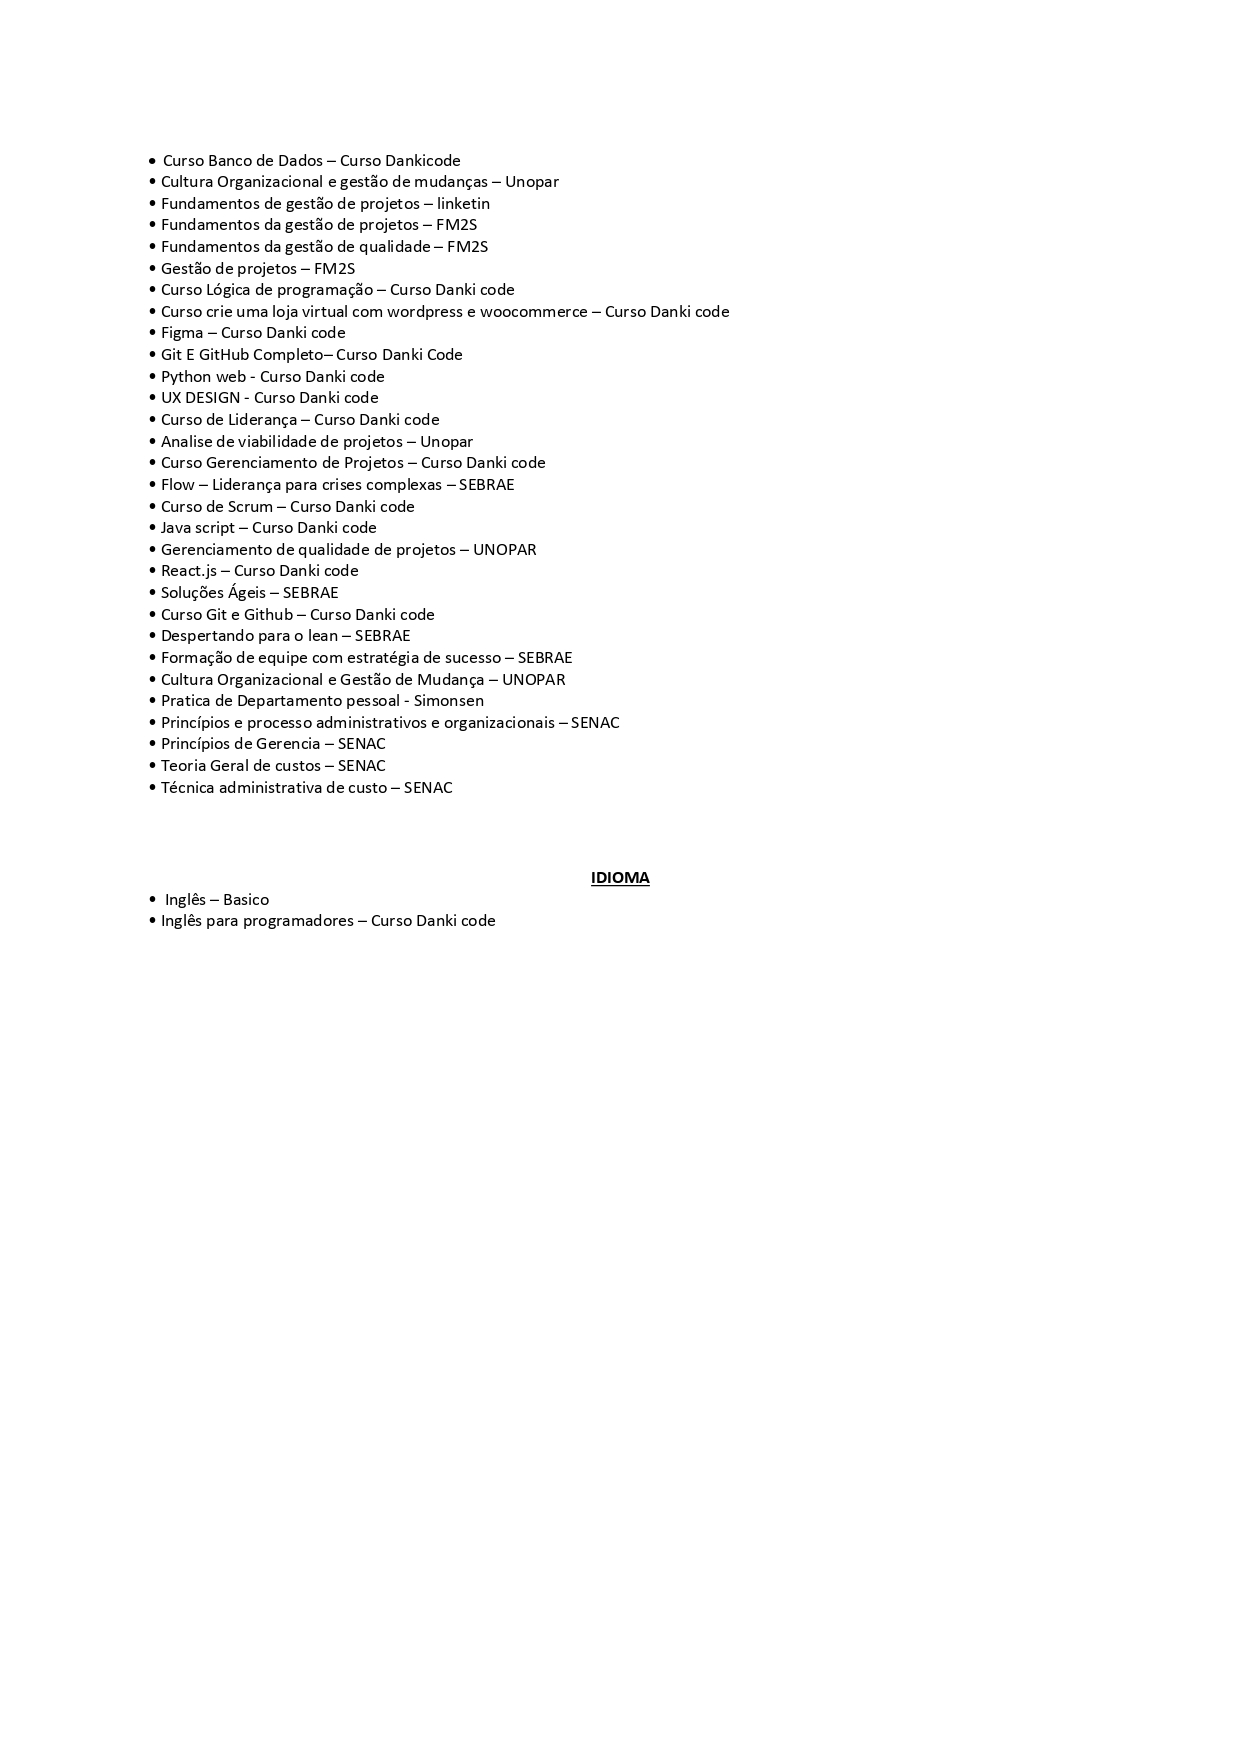 • Curso Banco de Dados – Curso Dankicode
• Cultura Organizacional e gestão de mudanças – Unopar
• Fundamentos de gestão de projetos – linketin
• Fundamentos da gestão de projetos – FM2S
• Fundamentos da gestão de qualidade – FM2S
• Gestão de projetos – FM2S
• Curso Lógica de programação – Curso Danki code
• Curso crie uma loja virtual com wordpress e woocommerce – Curso Danki code
• Figma – Curso Danki code
• Git E GitHub Completo– Curso Danki Code
• Python web - Curso Danki code
• UX DESIGN - Curso Danki code
• Curso de Liderança – Curso Danki code
• Analise de viabilidade de projetos – Unopar
• Curso Gerenciamento de Projetos – Curso Danki code
• Flow – Liderança para crises complexas – SEBRAE
• Curso de Scrum – Curso Danki code
• Java script – Curso Danki code
• Gerenciamento de qualidade de projetos – UNOPAR
• React.js – Curso Danki code
• Soluções Ágeis – SEBRAE
• Curso Git e Github – Curso Danki code
• Despertando para o lean – SEBRAE
• Formação de equipe com estratégia de sucesso – SEBRAE
• Cultura Organizacional e Gestão de Mudança – UNOPAR
• Pratica de Departamento pessoal - Simonsen
• Princípios e processo administrativos e organizacionais – SENAC
• Princípios de Gerencia – SENAC
• Teoria Geral de custos – SENAC
• Técnica administrativa de custo – SENAC
IDIOMA
• Inglês – Basico
• Inglês para programadores – Curso Danki code